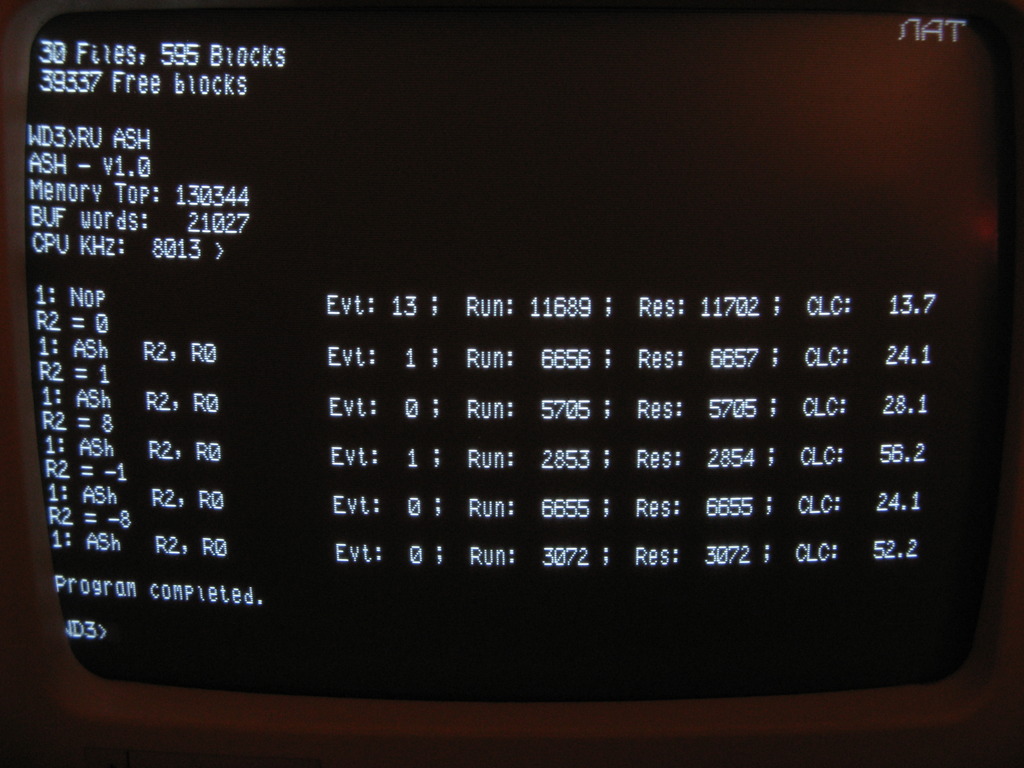 ЛАТ
30 Files, 595 Blocks
39337 Free blocks
WD3>RU ASH
ASH - V1.0
Memory Top: 130344
BUF words: 21027
CPU KHz: 8013 >
1: Nop Evt: 13 ; Run: 11689 ; Res: 11702 ; CLC: 13.7
R2 = 0
1: ASh R2, R0 Evt: 1 ; Run: 6656 ; Res: 6657 ; CLC: 24.1
R2 = 1
1: ASh R2, R0 Evt: 0 ; Run: 5705 ; Res: 5705 ; CLC: 28.1
R2 = 8
1: ASh R2, R0 Evt: 1 ; Run: 2853 ; Res: 2854 ; CLC: 56.2
R2 = -1
1: ASh R2, R0 Evt: 0 ; Run: 6655 ; Res: 6655 ; CLC: 24.1
R2 = -8
1: ASh R2, R0 Evt: 0 ; Run: 3072 ; Res: 3072 ; CLC: 52.2
Program completed.
WD3>